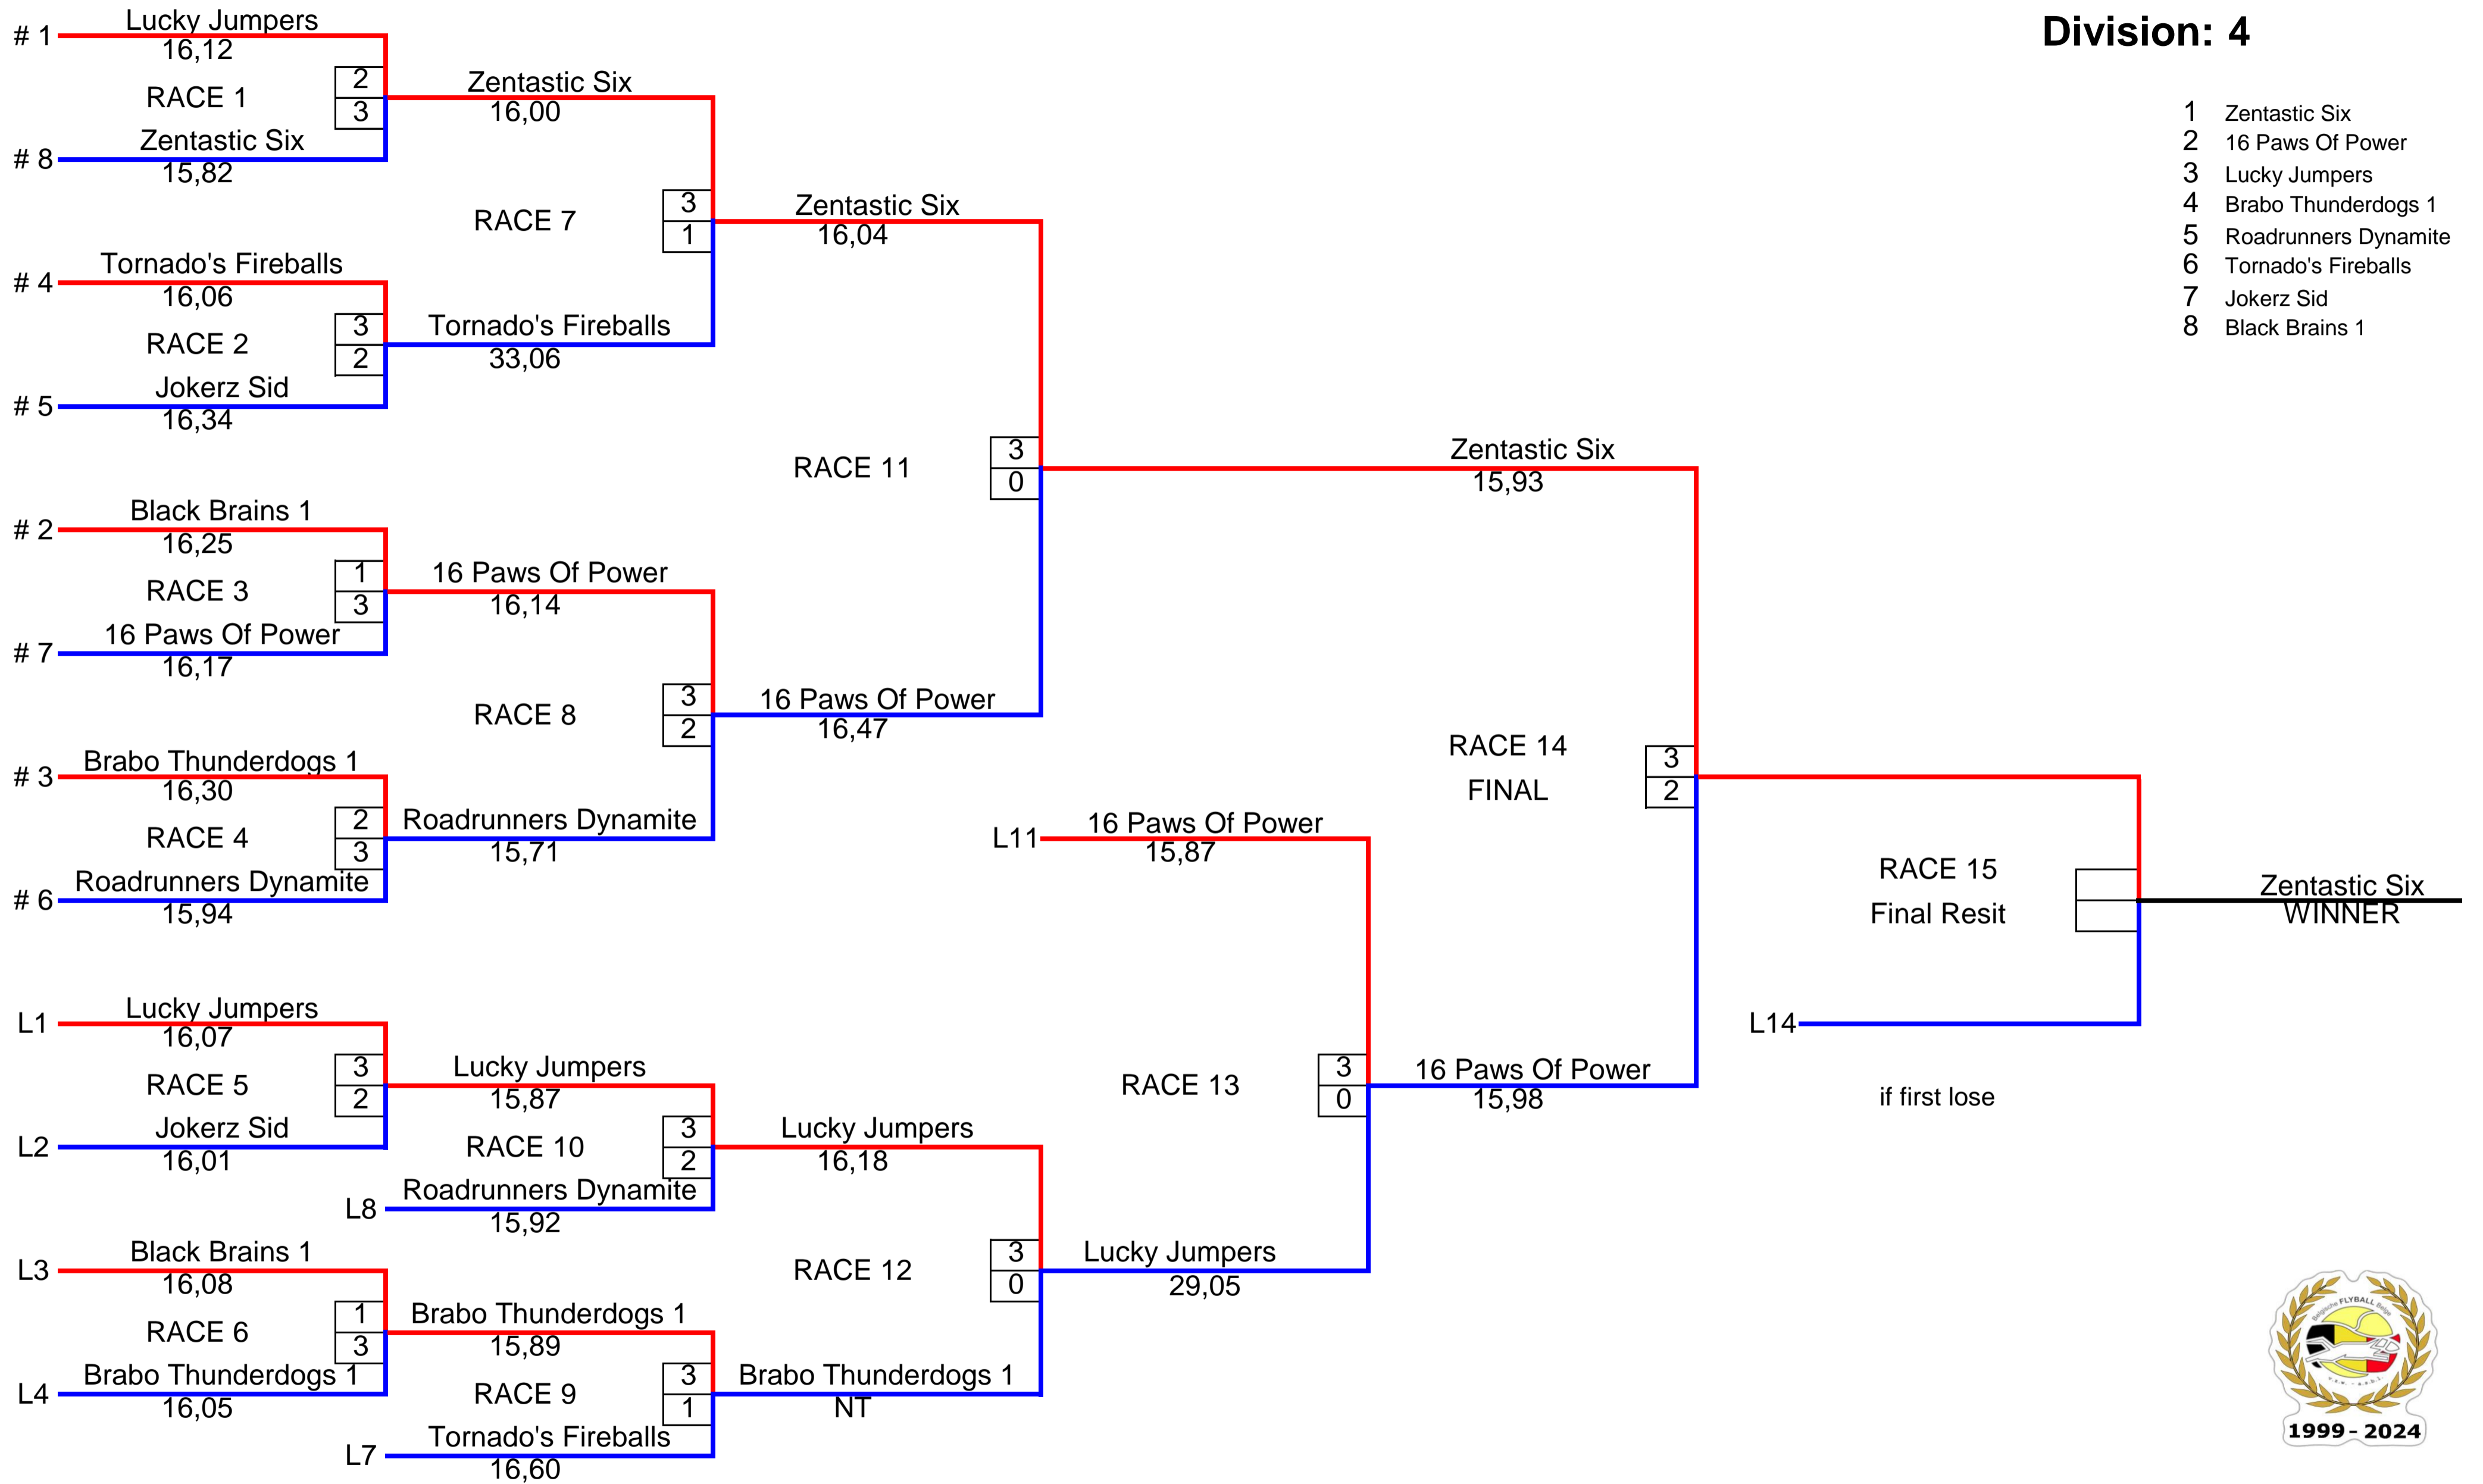 Division: 4
1 Zentastic Six
2 16 Paws Of Power
3 Lucky Jumpers
4 Brabo Thunderdogs 1
5 Roadrunners Dynamite
6 Tornado's Fireballs
7 Jokerz Sid
8 Black Brains 1
# 1 Lucky Jumpers
16,12
RACE 1
2
3
# 8 Zentastic Six
15,82
# 4 Tornado's Fireballs
16,06
RACE 2
3
2
# 5 Jokerz Sid
16,34
# 2 Black Brains 1
16,25
RACE 3
1
3
# 7 16 Paws Of Power
16,17
# 3 Brabo Thunderdogs 1
16,30
RACE 4
2
3
# 6 Roadrunners Dynamite
15,94
L1 Lucky Jumpers
16,07
RACE 5
3
2
L2 Jokerz Sid
16,01
L3 Black Brains 1
16,08
RACE 6
1
3
L4 Brabo Thunderdogs 1
16,05
Zentastic Six
16,00
RACE 7
3
1
Tornado's Fireballs
33,06
16 Paws Of Power
16,14
RACE 8
3
2
Roadrunners Dynamite
15,71
Lucky Jumpers
15,87
RACE 10
3
2
L8 Roadrunners Dynamite
15,92
Brabo Thunderdogs 1
15,89
RACE 9
3
1
L7 Tornado's Fireballs
16,60
Zentastic Six
16,04
RACE 11
3
0
16 Paws Of Power
16,47
Lucky Jumpers
16,18
RACE 12
3
0
Brabo Thunderdogs 1
NT
L11 16 Paws Of Power
15,87
RACE 13
3
0
Lucky Jumpers
29,05
Zentastic Six
15,93
RACE 14
FINAL
3
2
16 Paws Of Power
15,98
RACE 15
Final Resit
L14
if first lose
Zentastic Six
WINNER
Belgische FLYBALL Belge
1999 - 2024